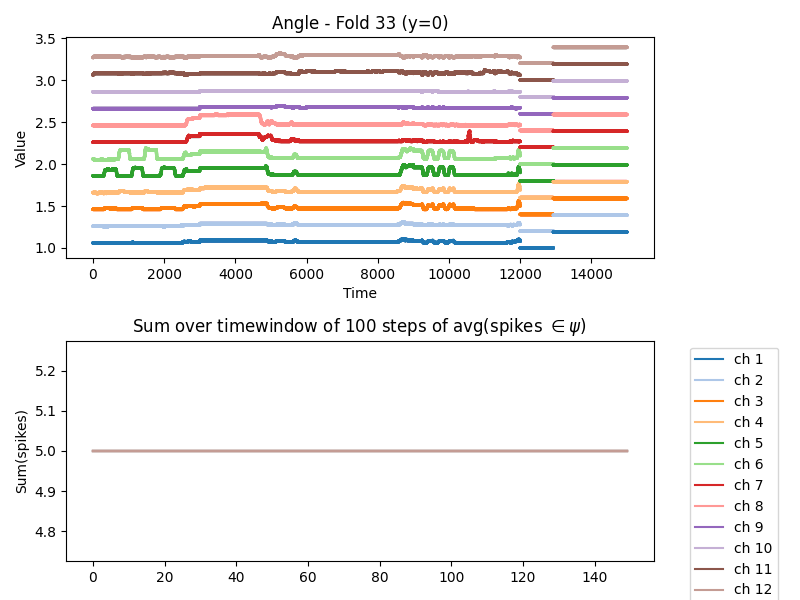 Angle - Fold 33 (y=0)
3.5
3.0
2.5
2.0
1.5
1.0
Value
0 2000 4000 6000 8000 10000 12000 14000
Time
Sum over timewindow of 100 steps of avg(spikes ∈ ψ)
5.2
5.1
5.0
4.9
4.8
Sum(spikes)
0 20 40 60 80 100 120 140
ch 1
ch 2
ch 3
ch 4
ch 5
ch 6
ch 7
ch 8
ch 9
ch 10
ch 11
ch 12